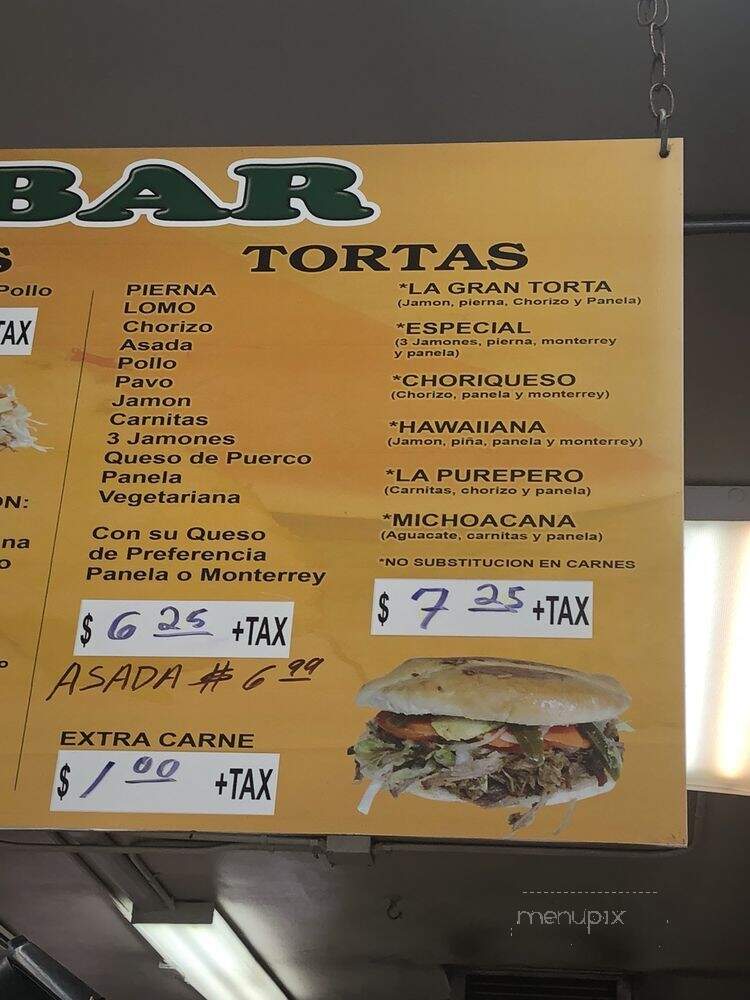 BAR
S
Pollo
TAX
ON:
na
o
o
TORTAS
PIERNA
LOMO
Chorizo
Asada
Pollo
Pavo
Jamon
Carnitas
3 Jamones
Queso de Puerco
Panela
Vegetariana
Con su Queso
de Preferencia
Panela o Monterrey
$ 6 25 +TAX
ASADA # 6 99
EXTRA CARNE
$ 1 00 +TAX
*LA GRAN TORTA
(Jamon, pierna, Chorizo y Panela)
*ESPECIAL
(3 Jamones, pierna, monterrey
y panela)
*CHORIQUESO
(Chorizo, panela y monterrey)
*HAWAIIANA
(Jamon, piña, panela y monterrey)
*LA PUREPERO
(Carnitas, chorizo y panela)
*MICHOACANA
(Aguacate, carnitas y panela)
*NO SUBSTITUCION EN CARNES
$ 7 25 +TAX
menupix